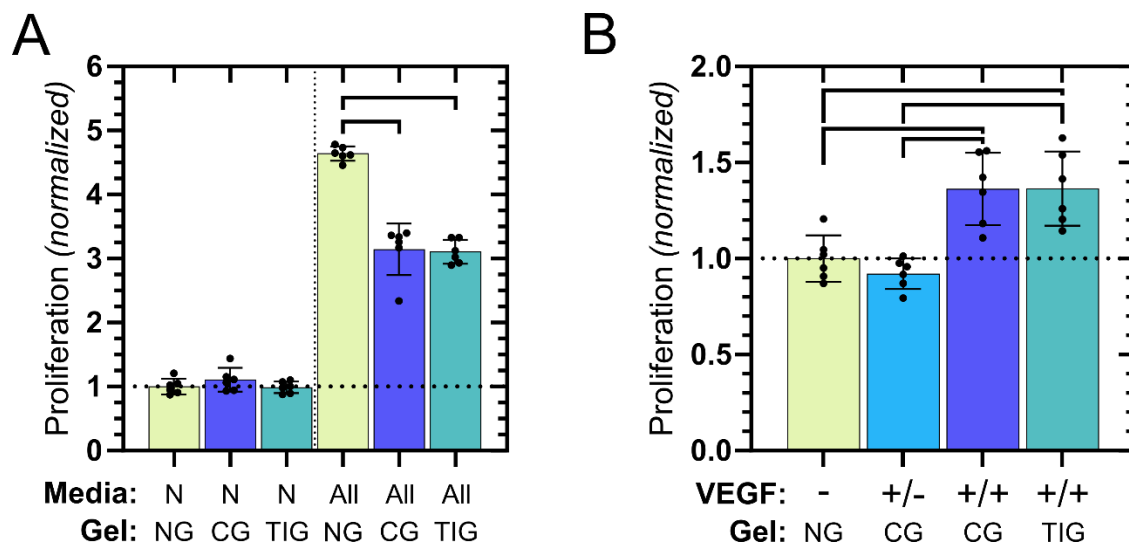 A
Proliferation (normalized)
6
5
4
3
2
1
0
Media: N N N All All All
Gel: NG CG TIG NG CG TIG
B
Proliferation (normalized)
2.0
1.5
1.0
0.5
0.0
VEGF: - +/- +/+ +/+
Gel: NG CG CG TIG